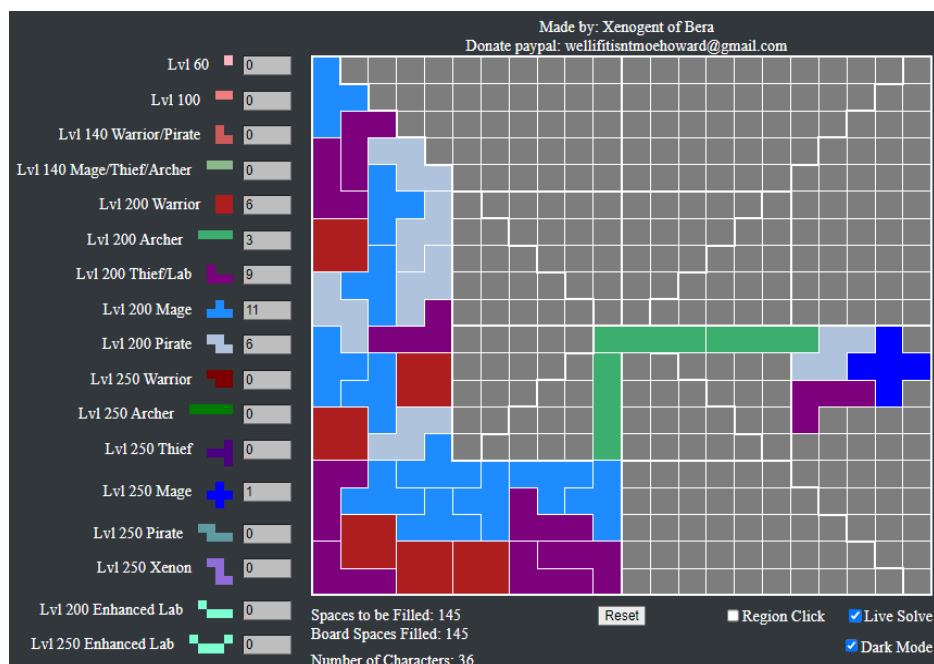 Made by: Xenogent of Bera
Donate paypal: wellifitisntmoehoward@gmail.com
Lvl 60 0
Lvl 100 0
Lvl 140 Warrior/Pirate 0
Lvl 140 Mage/Thief/Archer 0
Lvl 200 Warrior 6
Lvl 200 Archer 3
Lvl 200 Thief/Lab 9
Lvl 200 Mage 11
Lvl 200 Pirate 6
Lvl 250 Warrior 0
Lvl 250 Archer 0
Lvl 250 Thief 0
Lvl 250 Mage 1
Lvl 250 Pirate 0
Lvl 250 Xenon 0
Lvl 200 Enhanced Lab 0
Lvl 250 Enhanced Lab 0
Spaces to be Filled: 145
Board Spaces Filled: 145
Number of Characters: 36
Reset
Region Click
Live Solve
Dark Mode